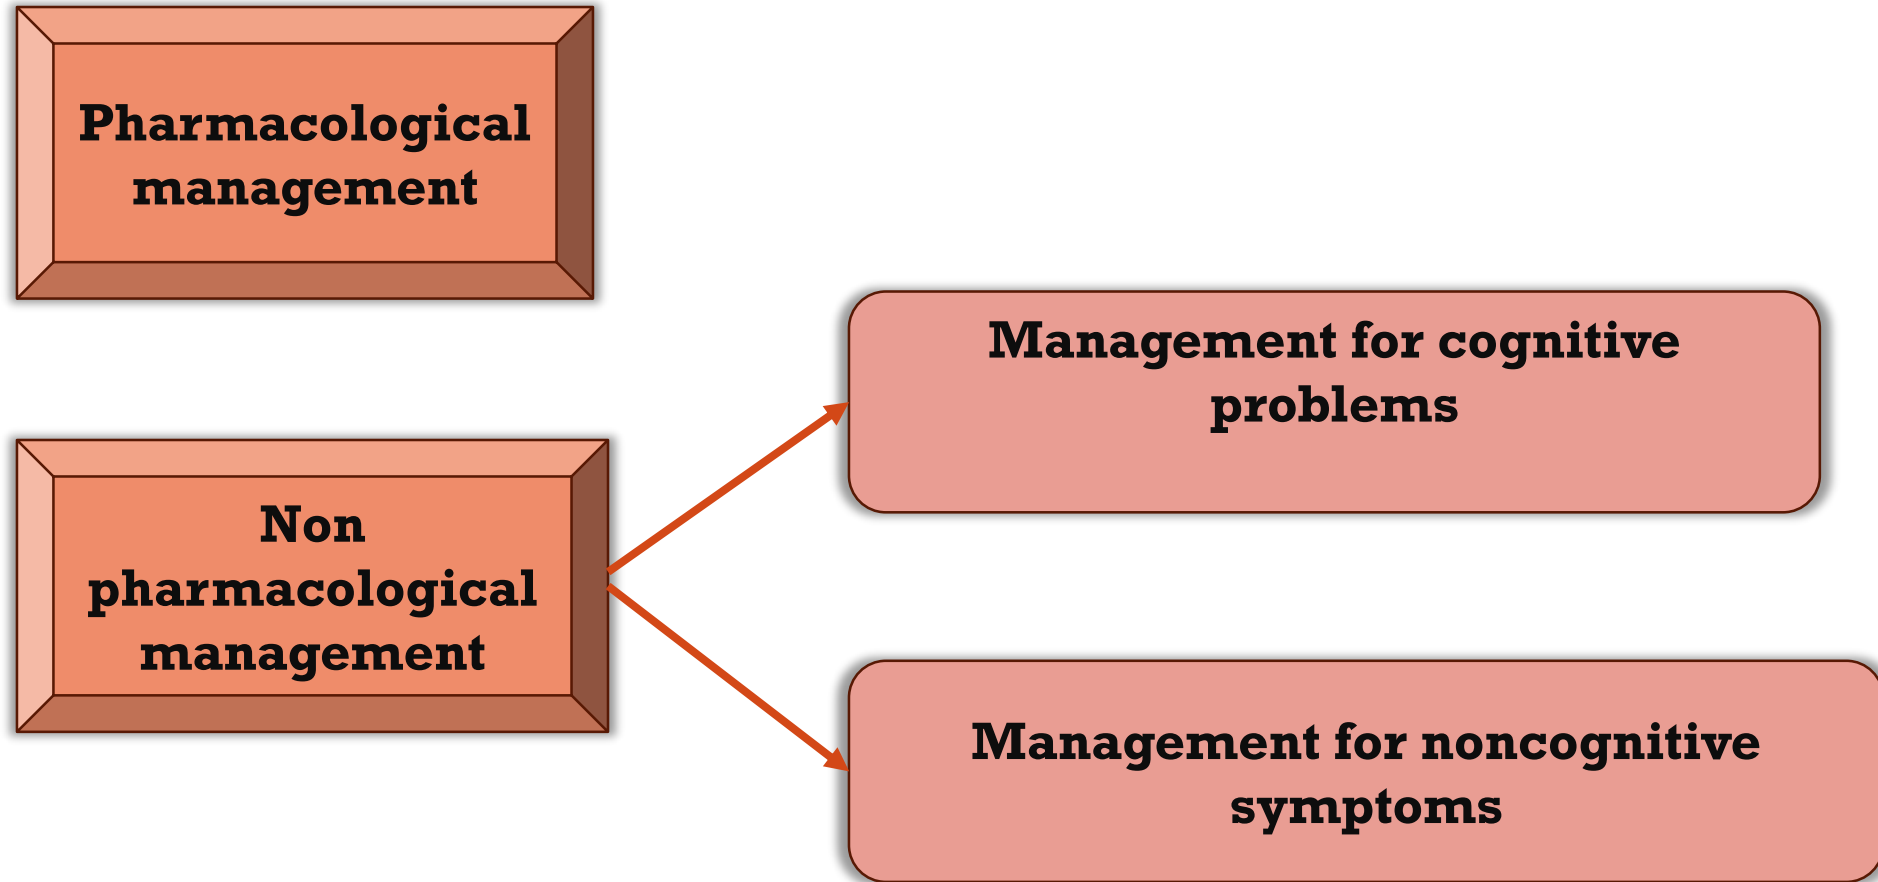 Pharmacological
management
Management for cognitive
problems
Non
pharmacological
management
Management for noncognitive
symptoms